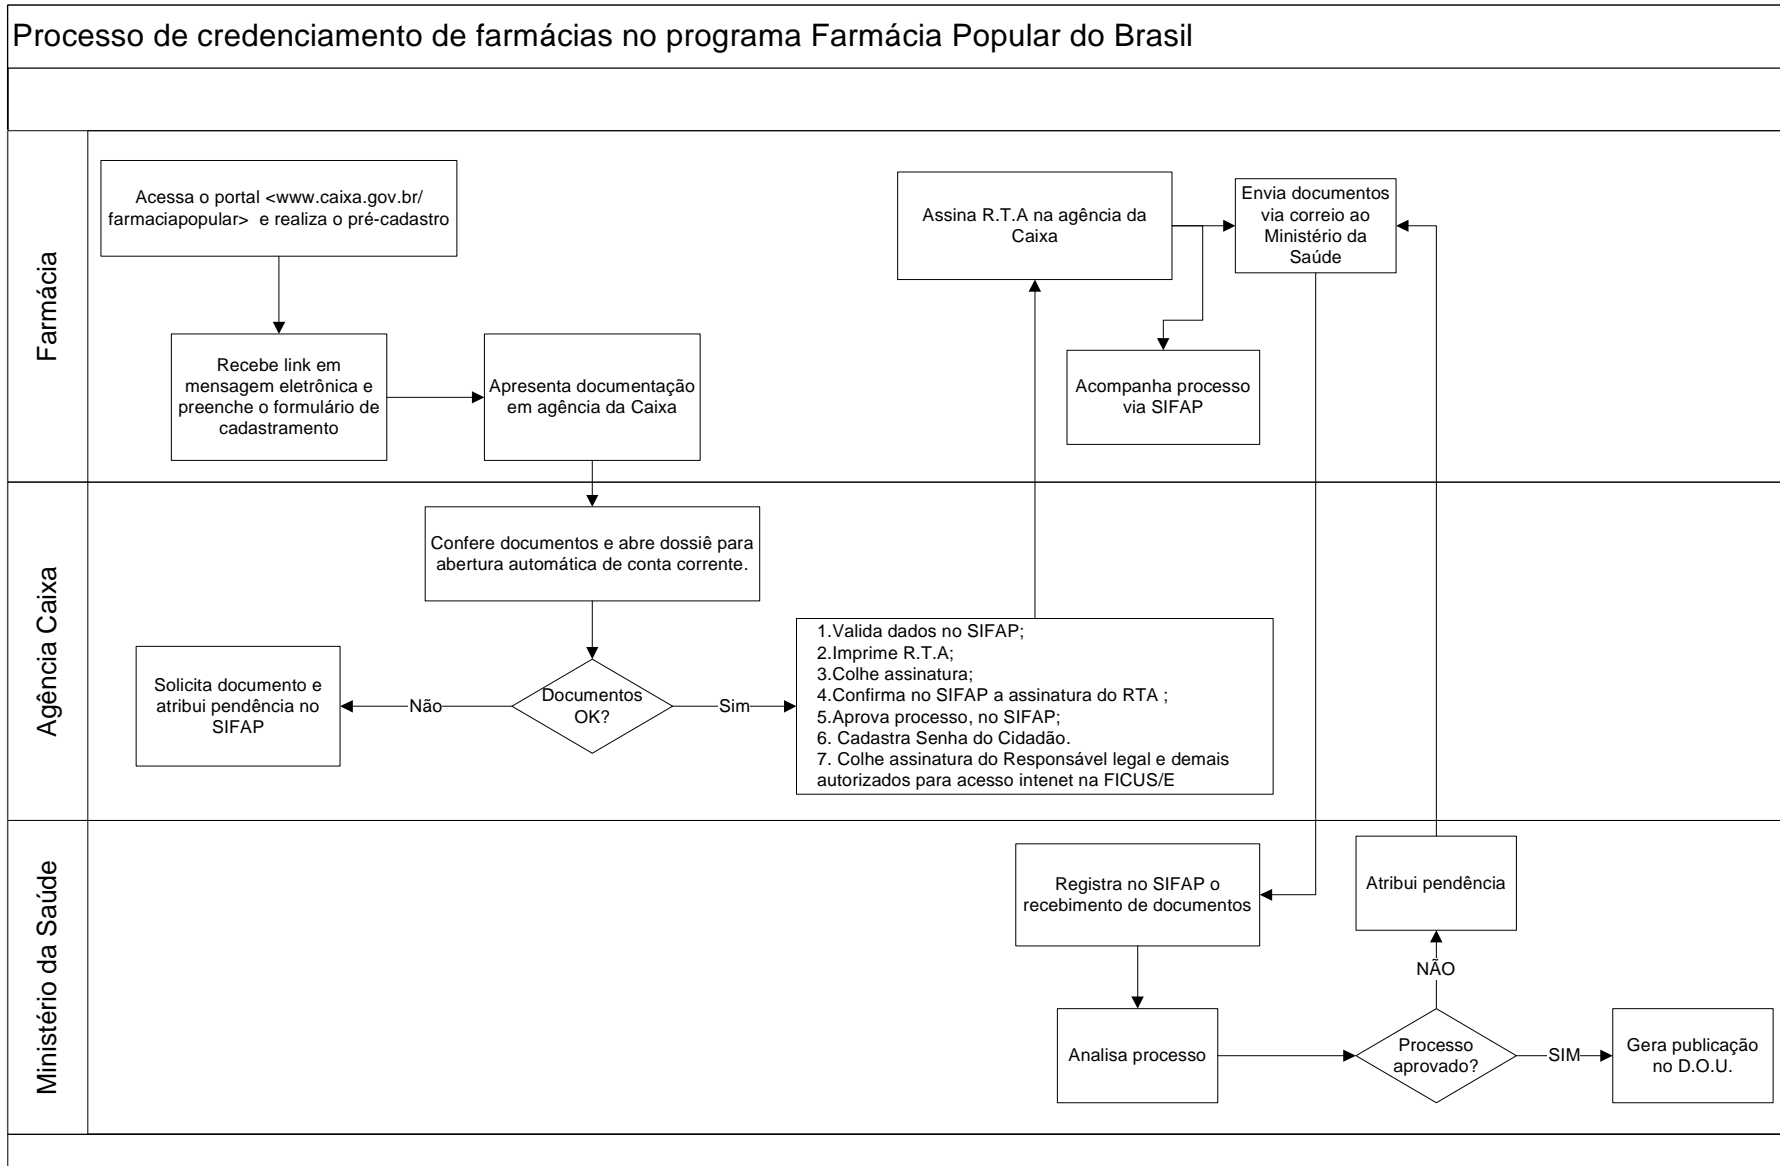 Processo de credenciamento de farmácias no programa Farmácia Popular do Brasil
Farmácia
Acessa o portal <www.caixa.gov.br/
farmaciapopular> e realiza o pré-cadastro
Recebe link em
mensagem eletrônica e
preenche o formulário de
cadastramento
Apresenta documentação
em agência da Caixa
Assina R.T.A na agência da
Caixa
Envia documentos
via correio ao
Ministério da
Saúde
Acompanha processo
via SIFAP
Agência Caixa
Confere documentos e abre dossiê para
abertura automática de conta corrente.
Documentos
OK?
Não
Solicita documento e
atribui pendência no
SIFAP
Sim
1.Valida dados no SIFAP;
2.Imprime R.T.A;
3.Colhe assinatura;
4.Confirma no SIFAP a assinatura do RTA ;
5.Aprova processo, no SIFAP;
6. Cadastra Senha do Cidadão.
7. Colhe assinatura do Responsável legal e demais
autorizados para acesso intenet na FICUS/E
Ministério da Saúde
Registra no SIFAP o
recebimento de documentos
Atribui pendência
NÃO
Analisa processo
Processo
aprovado?
SIM
Gera publicação
no D.O.U.